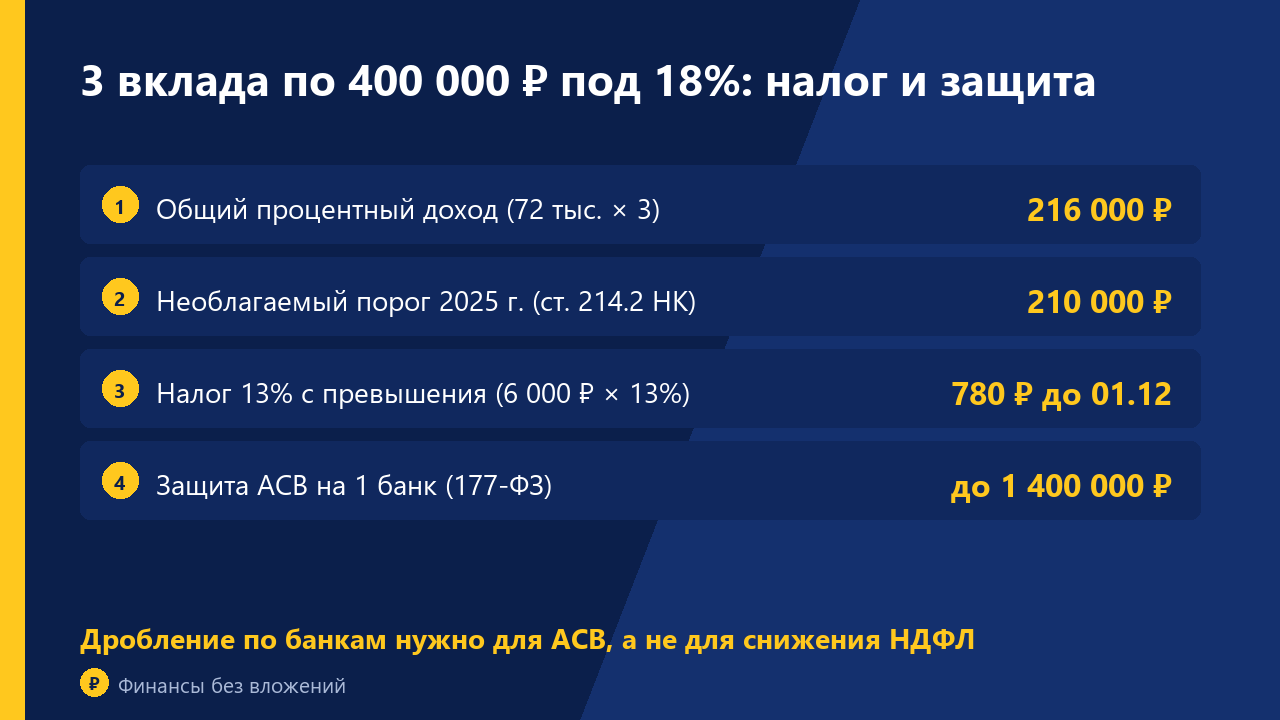 3 вклада по 400 000 ₽ под 18%: налог и защита
1 Общий процентный доход (72 тыс. × 3) 216 000 ₽
2 Необлагаемый порог 2025 г. (ст. 214.2 НК) 210 000 ₽
3 Налог 13% с превышения (6 000 ₽ × 13%) 780 ₽ до 01.12
4 Защита АСВ на 1 банк (177-ФЗ) до 1 400 000 ₽
Дробление по банкам нужно для АСВ, а не для снижения НДФЛ
₽ Финансы без вложений